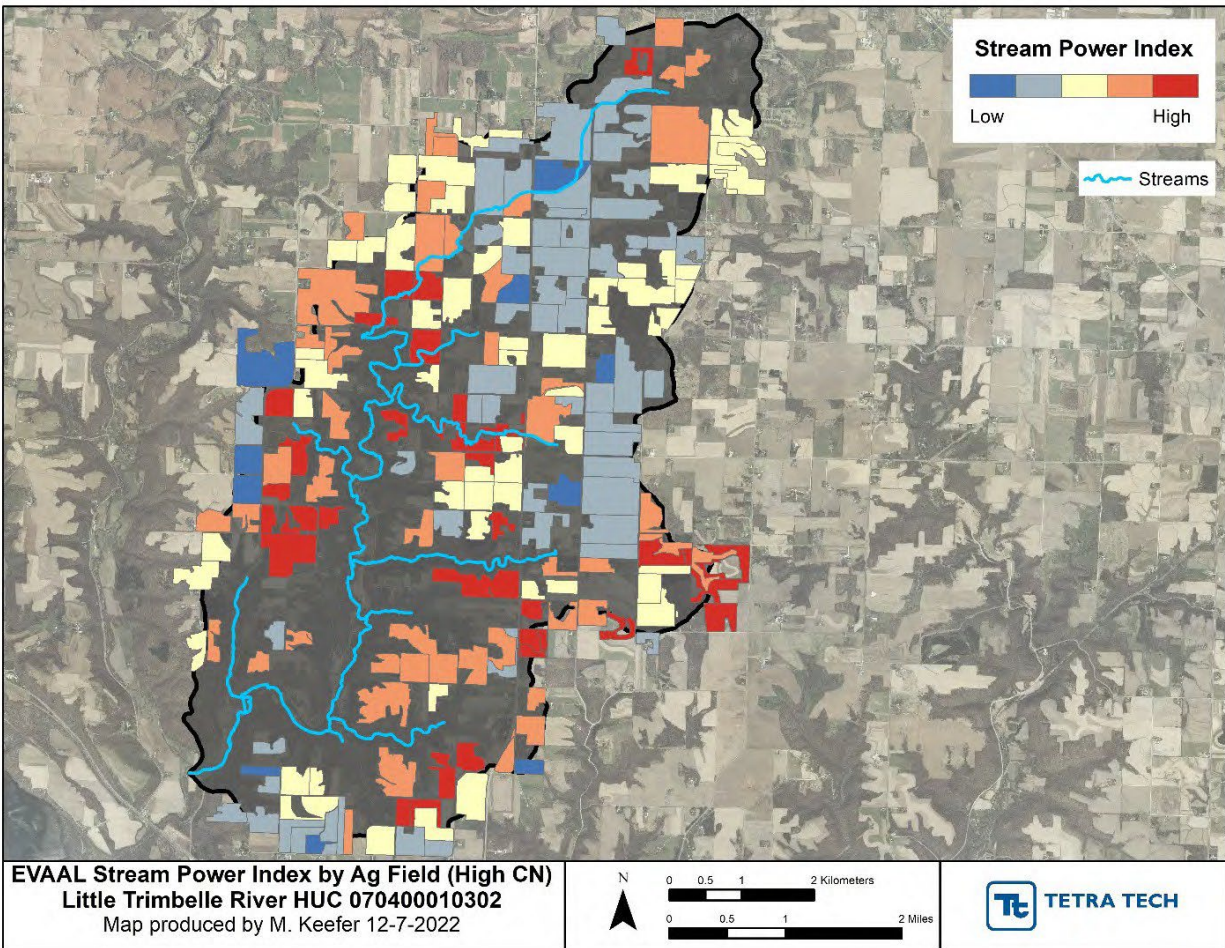 Stream Power Index
Low High
Streams
EVAAL Stream Power Index by Ag Field (High CN)
Little Trimbelle River HUC 070400010302
Map produced by M. Keefer 12-7-2022
N
0 0.5 1 2 Kilometers
0 0.5 1 2 Miles
Tt TETRA TECH